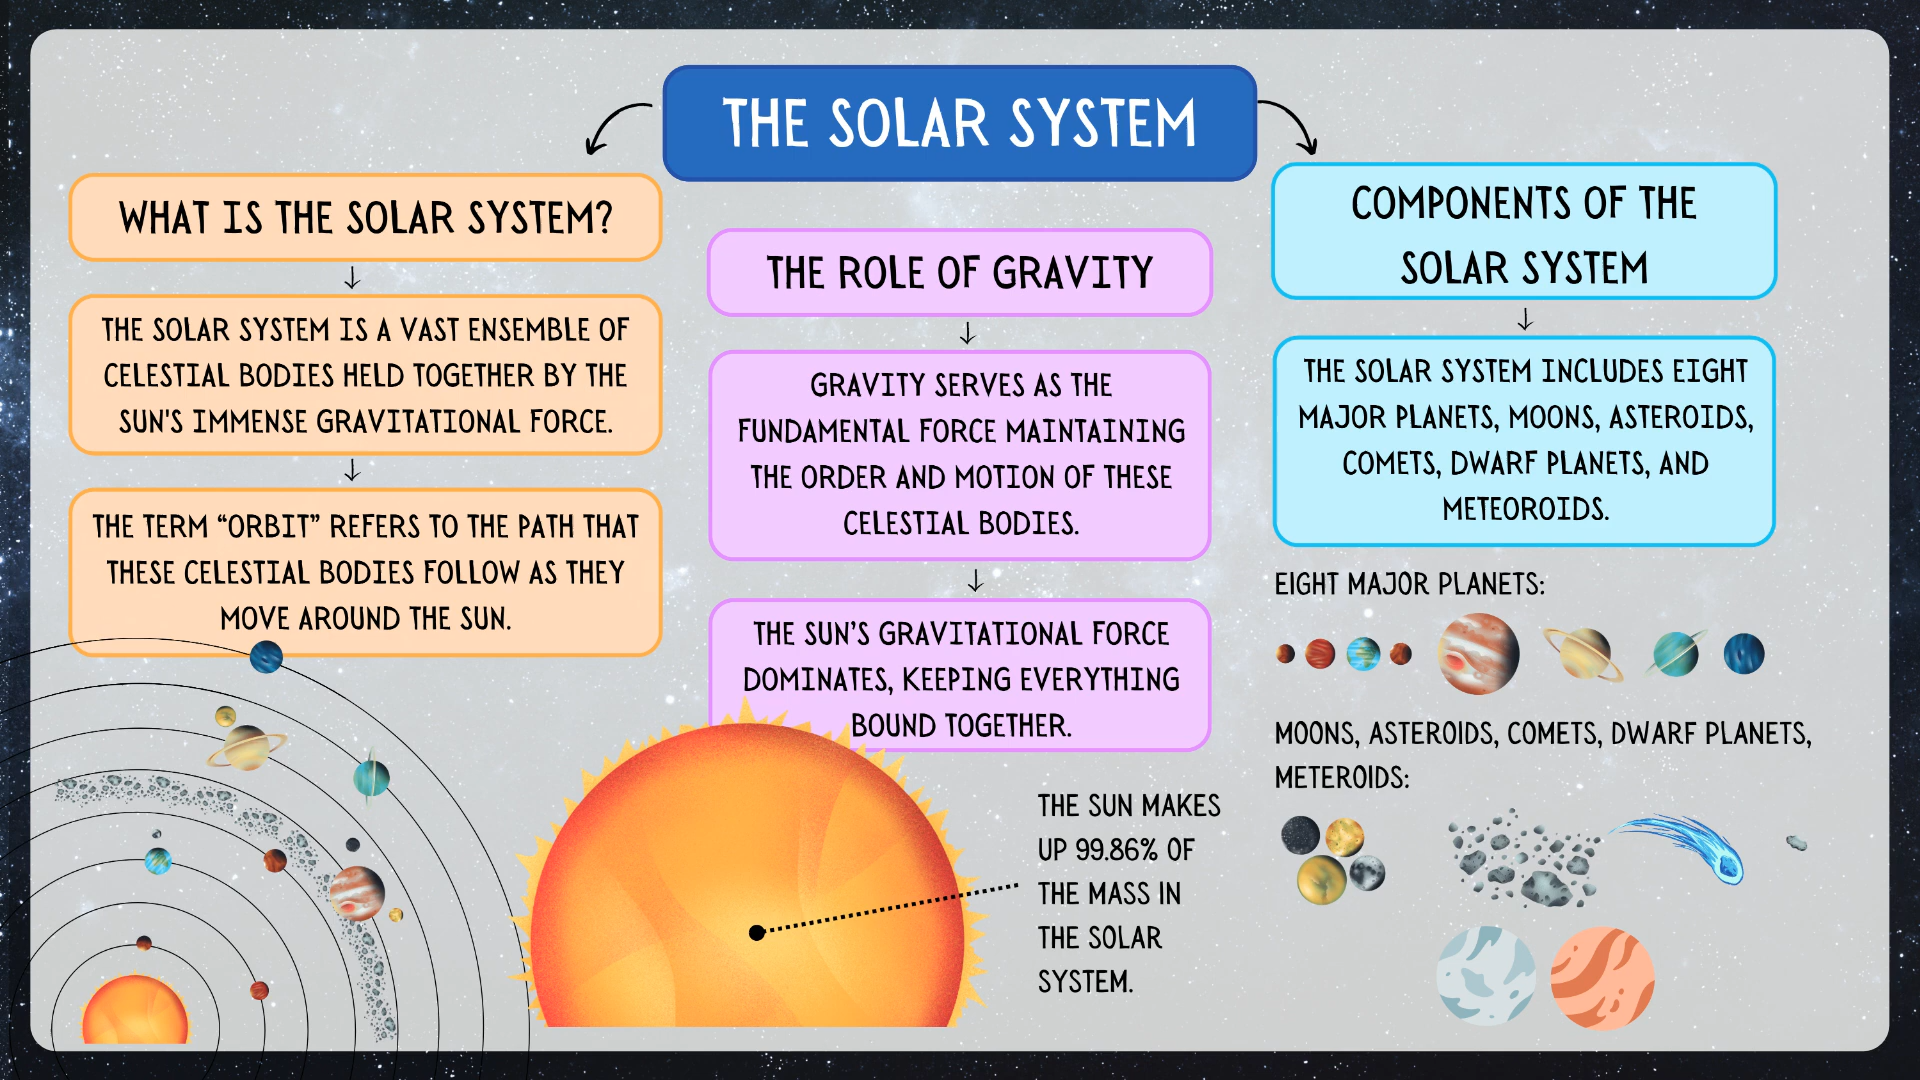 THE SOLAR SYSTEM
WHAT IS THE SOLAR SYSTEM?
THE SOLAR SYSTEM IS A VAST ENSEMBLE OF
CELESTIAL BODIES HELD TOGETHER BY THE
SUN'S IMMENSE GRAVITATIONAL FORCE.
THE TERM “ORBIT” REFERS TO THE PATH THAT
THESE CELESTIAL BODIES FOLLOW AS THEY
MOVE AROUND THE SUN.
THE ROLE OF GRAVITY
GRAVITY SERVES AS THE
FUNDAMENTAL FORCE MAINTAINING
THE ORDER AND MOTION OF THESE
CELESTIAL BODIES.
THE SUN’S GRAVITATIONAL FORCE
DOMINATES, KEEPING EVERYTHING
BOUND TOGETHER.
THE SUN MAKES
UP 99.86% OF
THE MASS IN
THE SOLAR
SYSTEM.
COMPONENTS OF THE
SOLAR SYSTEM
THE SOLAR SYSTEM INCLUDES EIGHT
MAJOR PLANETS, MOONS, ASTEROIDS,
COMETS, DWARF PLANETS, AND
METEOROIDS.
EIGHT MAJOR PLANETS:
MOONS, ASTEROIDS, COMETS, DWARF PLANETS,
METEROIDS: